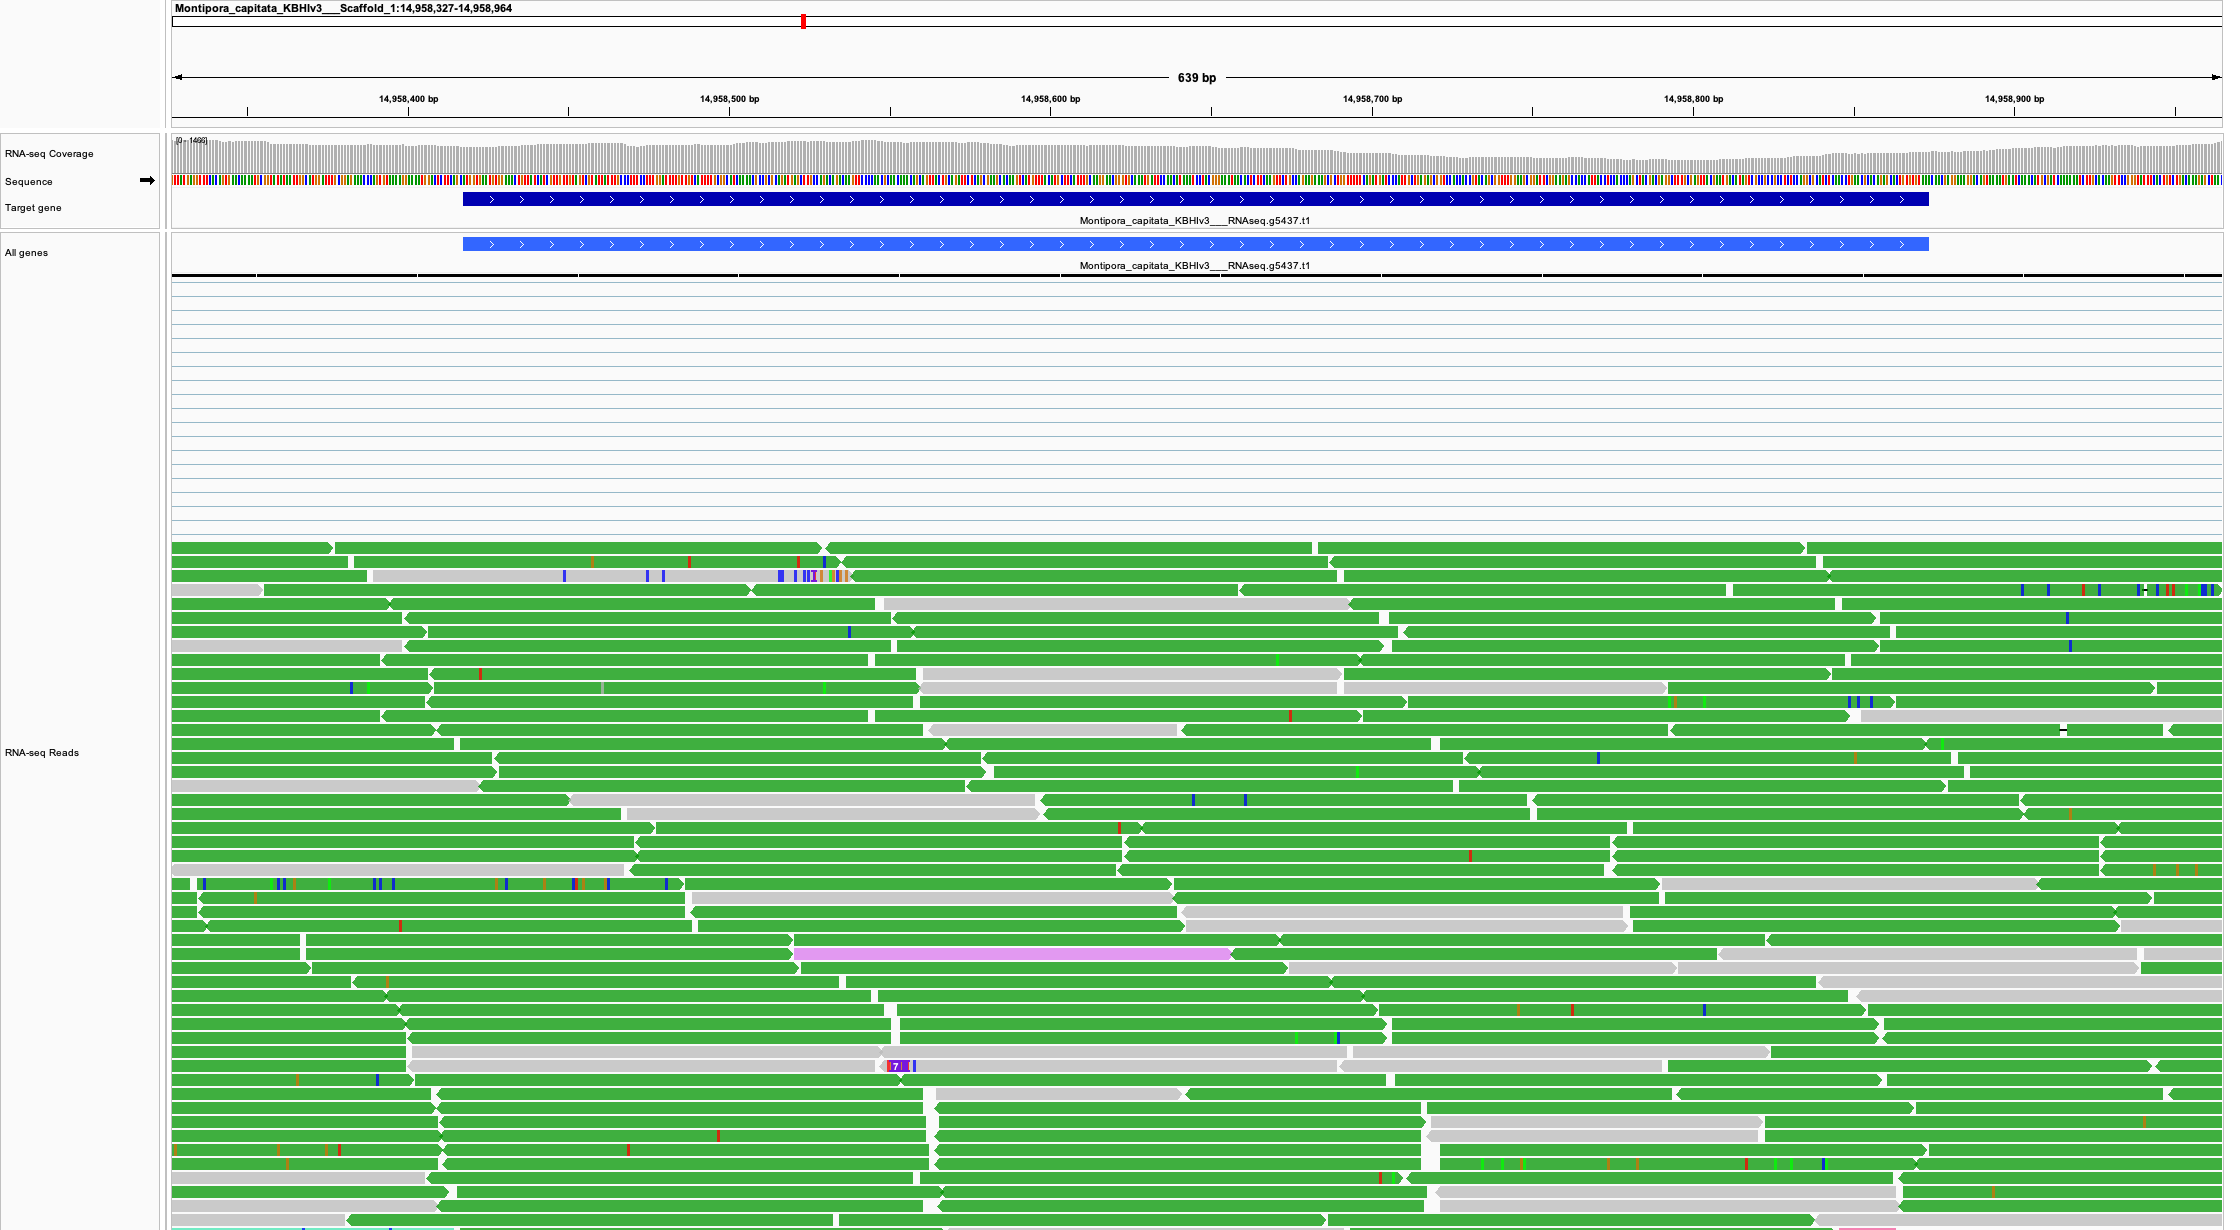 Montipora_capitata_KBHIv3___Scaffold_1:14,958,327-14,958,964
639 bp
14,958,400 bp
14,958,500 bp
14,958,600 bp
14,958,700 bp
14,958,800 bp
14,958,900 bp
RNA-seq Coverage
[0 - 1466]
Sequence
Target gene
Montipora_capitata_KBHIv3___RNAseq.g5437.t1
All genes
Montipora_capitata_KBHIv3___RNAseq.g5437.t1
RNA-seq Reads
7